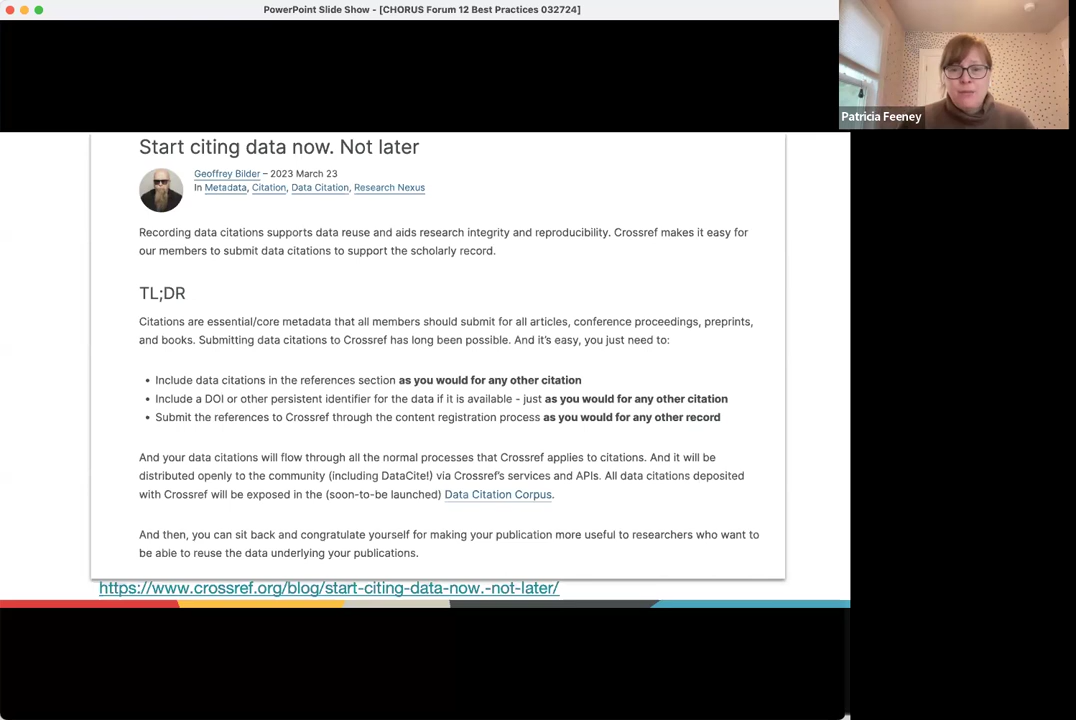 PowerPoint Slide Show - [CHORUS Forum 12 Best Practices 032724]
Patricia Feeney
Start citing data now. Not later
Geoffrey Bilder – 2023 March 23
In Metadata, Citation, Data Citation, Research Nexus
Recording data citations supports data reuse and aids research integrity and reproducibility. Crossref makes it easy for
our members to submit data citations to support the scholarly record.
TL;DR
Citations are essential/core metadata that all members should submit for all articles, conference proceedings, preprints,
and books. Submitting data citations to Crossref has long been possible. And it's easy, you just need to:
• Include data citations in the references section as you would for any other citation
• Include a DOI or other persistent identifier for the data if it is available - just as you would for any other citation
• Submit the references to Crossref through the content registration process as you would for any other record
And your data citations will flow through all the normal processes that Crossref applies to citations. And it will be
distributed openly to the community (including DataCite!) via Crossref's services and APIs. All data citations deposited
with Crossref will be exposed in the (soon-to-be launched) Data Citation Corpus.
And then, you can sit back and congratulate yourself for making your publication more useful to researchers who want to
be able to reuse the data underlying your publications.
https://www.crossref.org/blog/start-citing-data-now.-not-later/